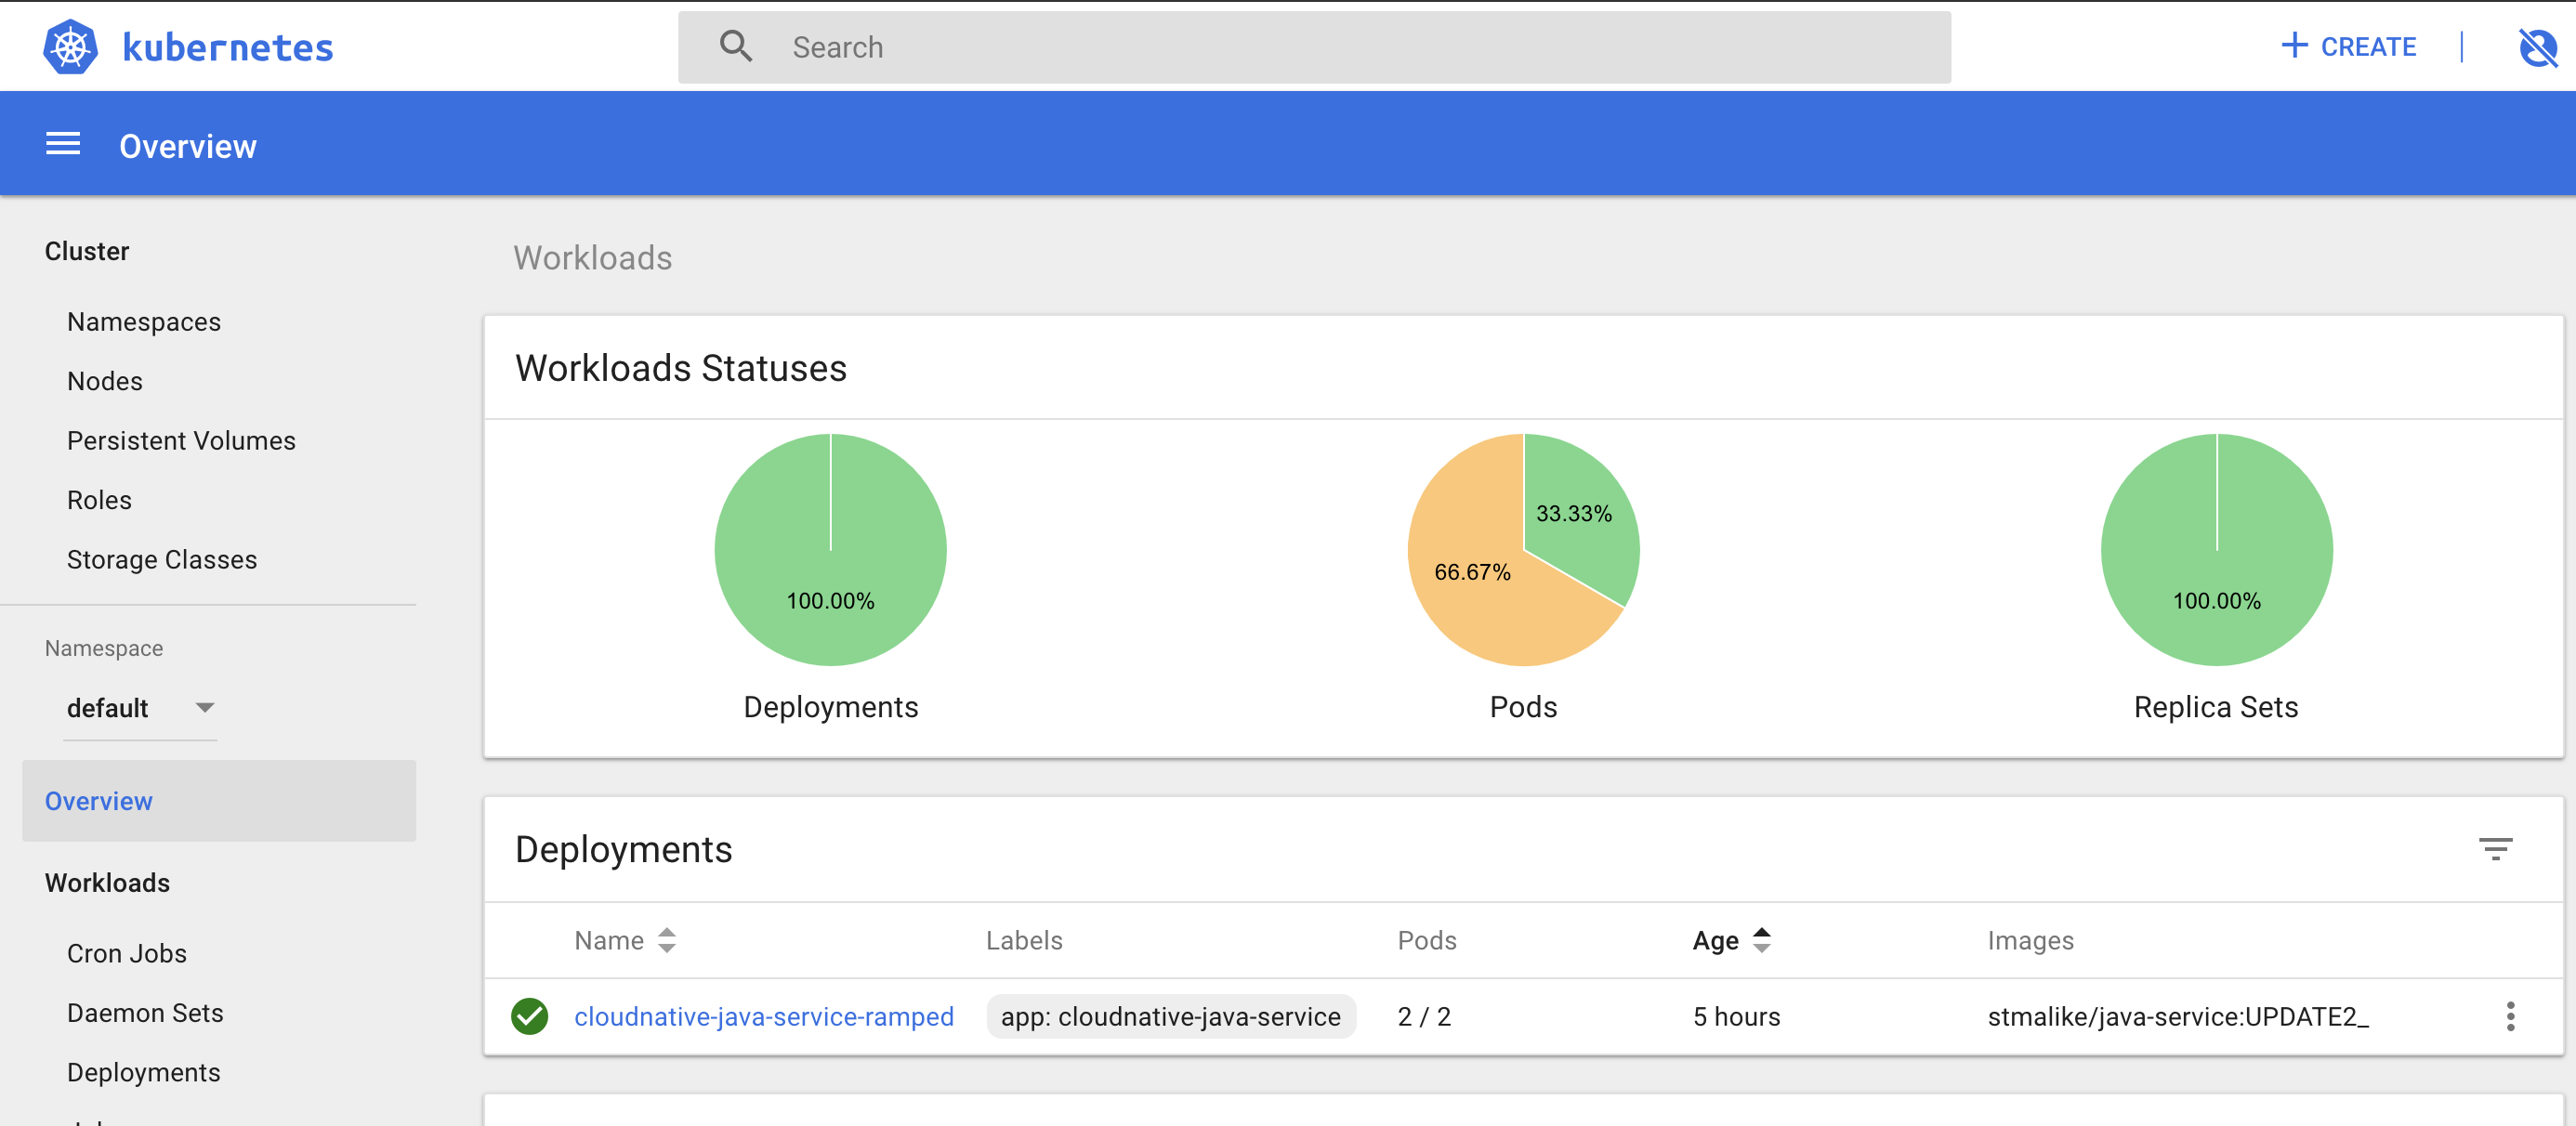 kubernetes
Search
CREATE
Overview
Cluster
Namespaces
Nodes
Persistent Volumes
Roles
Storage Classes
Namespace
default
Overview
Workloads
Cron Jobs
Daemon Sets
Deployments
Workloads
Workloads Statuses
100.00%
Deployments
33.33%
66.67%
Pods
100.00%
Replica Sets
Deployments
Name Labels Pods Age Images
cloudnative-java-service-ramped app: cloudnative-java-service 2 / 2 5 hours stmalike/java-service:UPDATE2_